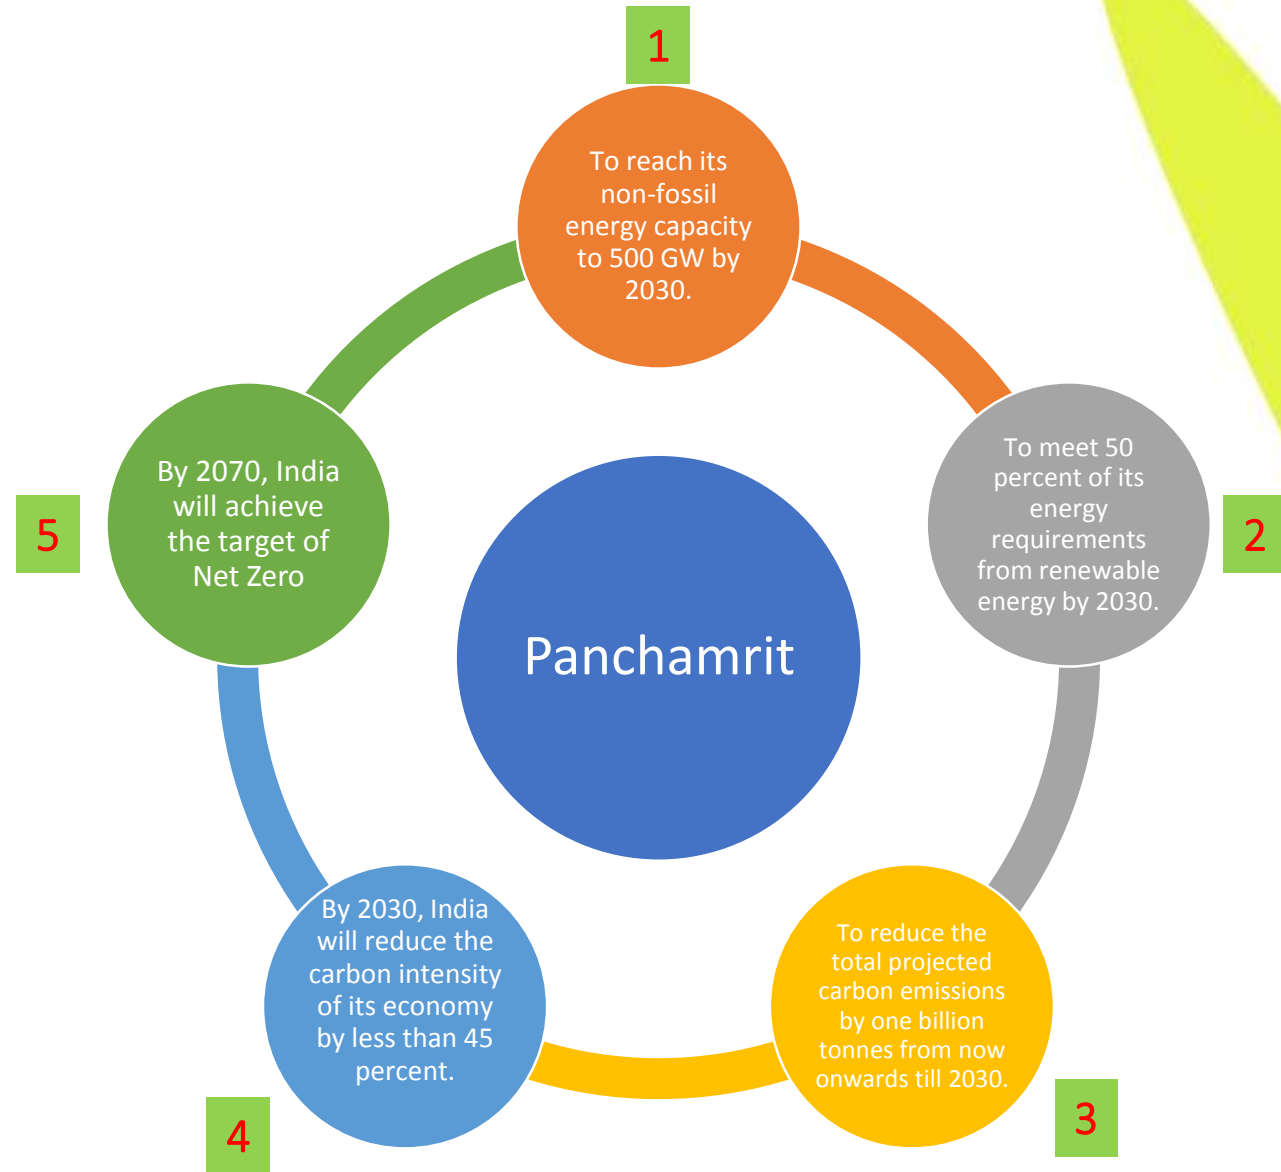 1
To reach its
non-fossil
energy capacity
to 500 GW by
2030.
To meet 50
percent of its
energy
requirements
from renewable
energy by 2030.
2
To reduce the
total projected
carbon emissions
by one billion
tonnes from now
onwards till 2030.
3
By 2030, India
will reduce the
carbon intensity
of its economy
by less than 45
percent.
4
By 2070, India
will achieve
the target of
Net Zero
5
Panchamrit